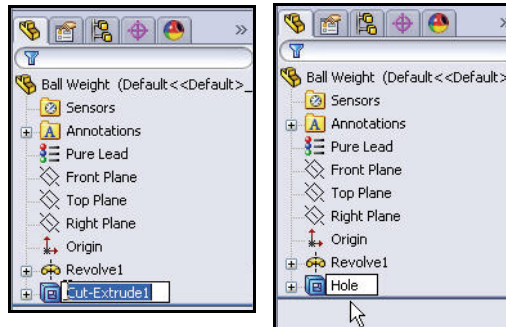 Ball Weight (Default<<Default>_
Sensors
A Annotations
Pure Lead
Front Plane
Top Plane
Right Plane
Origin
Revolve1
Cut-Extrude1
Ball Weight (Default<<Default>
Sensors
A Annotations
Pure Lead
Front Plane
Top Plane
Right Plane
Origin
Revolve1
Hole